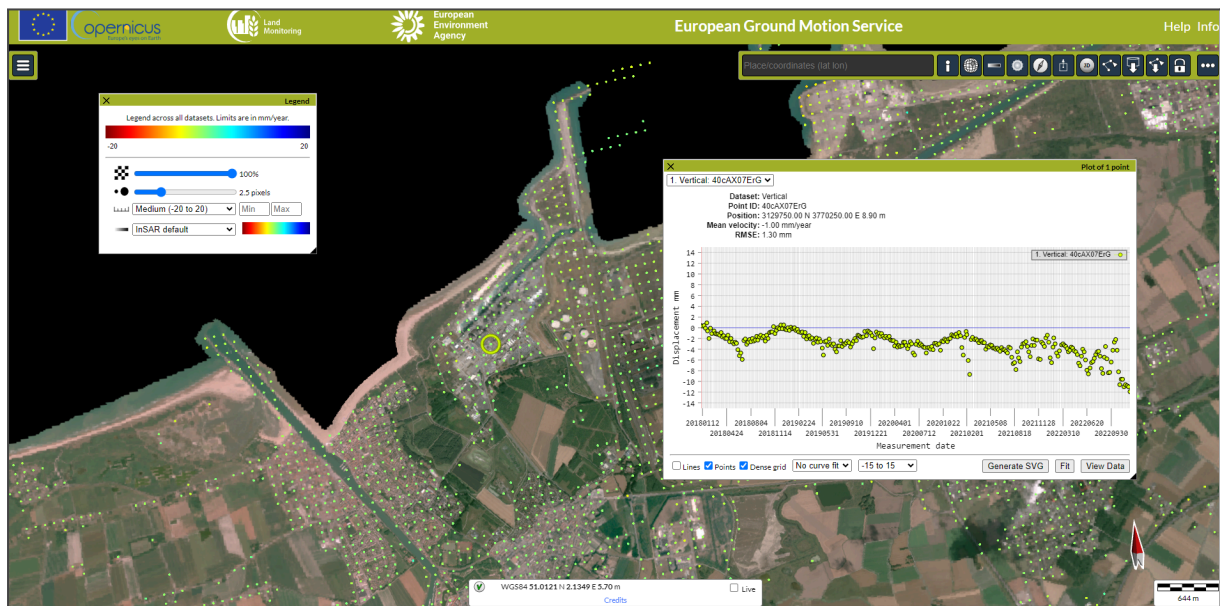 opernicus
Europe's eyes on Earth
Land
Monitoring
European
Environment
Agency
European Ground Motion Service
Help Info
Place/coordinates (lat lon)
3D
Legend
Legend across all datasets. Limits are in mm/year.
-20 20
100%
2.5 pixels
Medium (-20 to 20) Min Max
InSAR default
Plot of 1 point
1. Vertical: 40cAX07ErG
Dataset: Vertical
Point ID: 40cAX07ErG
Position: 3129750.00 N 3770250.00 E 8.90 m
Mean velocity: -1.00 mm/year
RMSE: 1.30 mm
1. Vertical: 40cAX07ErG
14
12
10
8
6
4
2
0
-2
-4
-6
-8
-10
-12
-14
Displacement mm
20180112 20180804 20190224 20190910 20200401 20201022 20210508 20211128 20220620
20180424 20181114 20190531 20191221 20200712 20210201 20210818 20220310 20220930
Measurement date
Lines Points Dense grid No curve fit -15 to 15 Generate SVG Fit View Data
WGS84 51.0121 N 2.1349 E 5.70 m Live
Credits
644 m